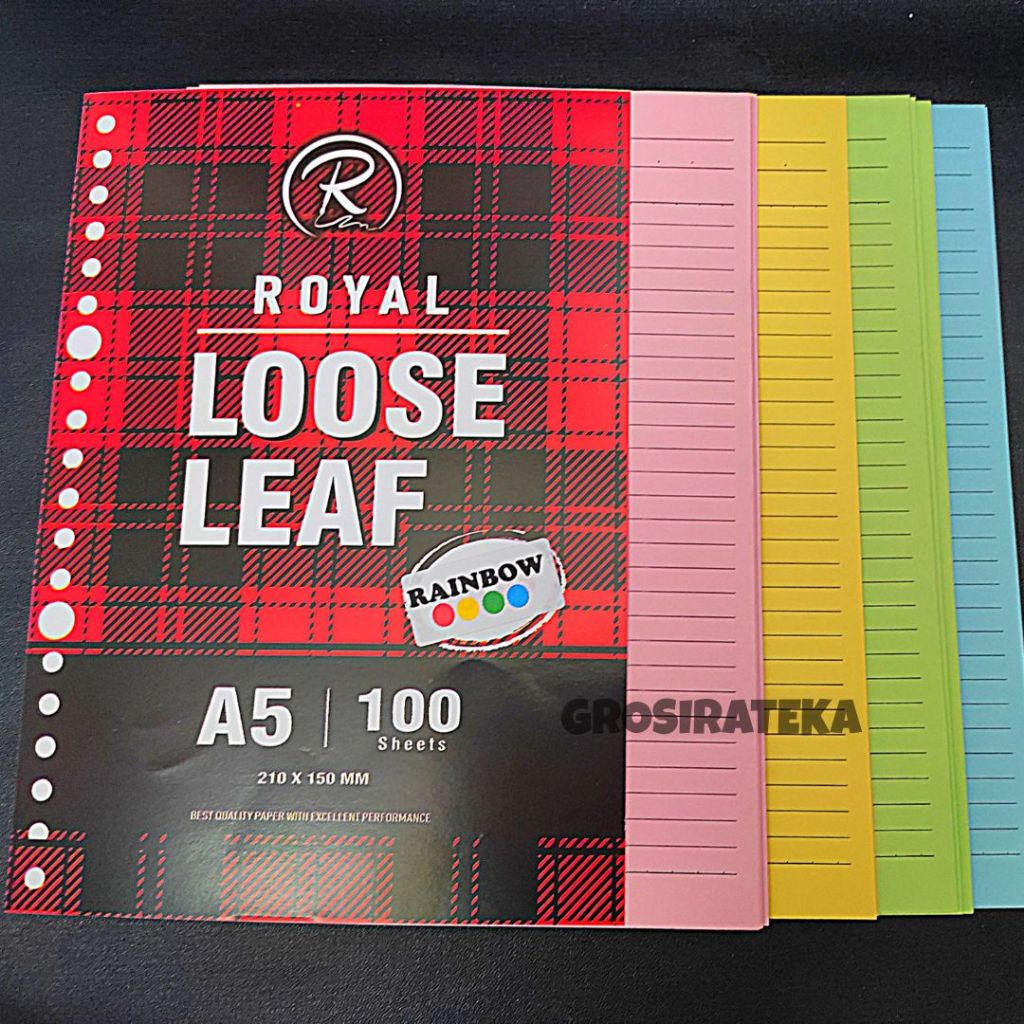 R
ROYAL
LOOSE
LEAF
RAINBOW
A5 | 100
Sheets
210 X 150 MM
BEST QUALITY PAPER WITH EXCELLENT PERFORMANCE
GROSIRATEKA